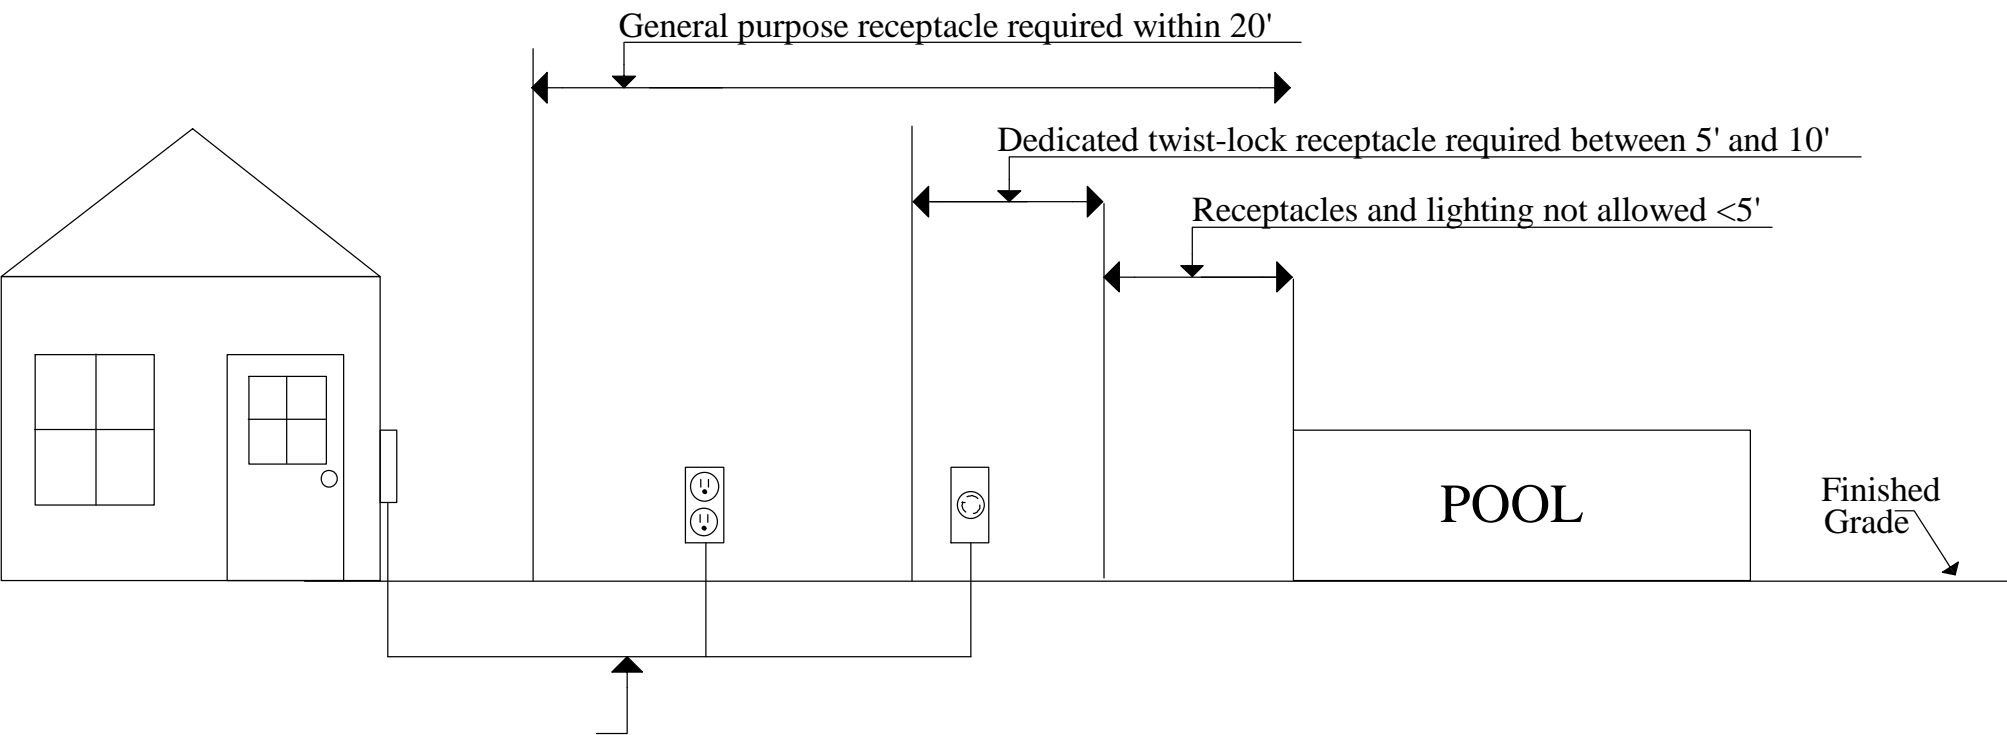 General purpose receptacle required within 20'
Dedicated twist-lock receptacle required between 5' and 10'
Receptacles and lighting not allowed <5'
POOL
Finished
Grade